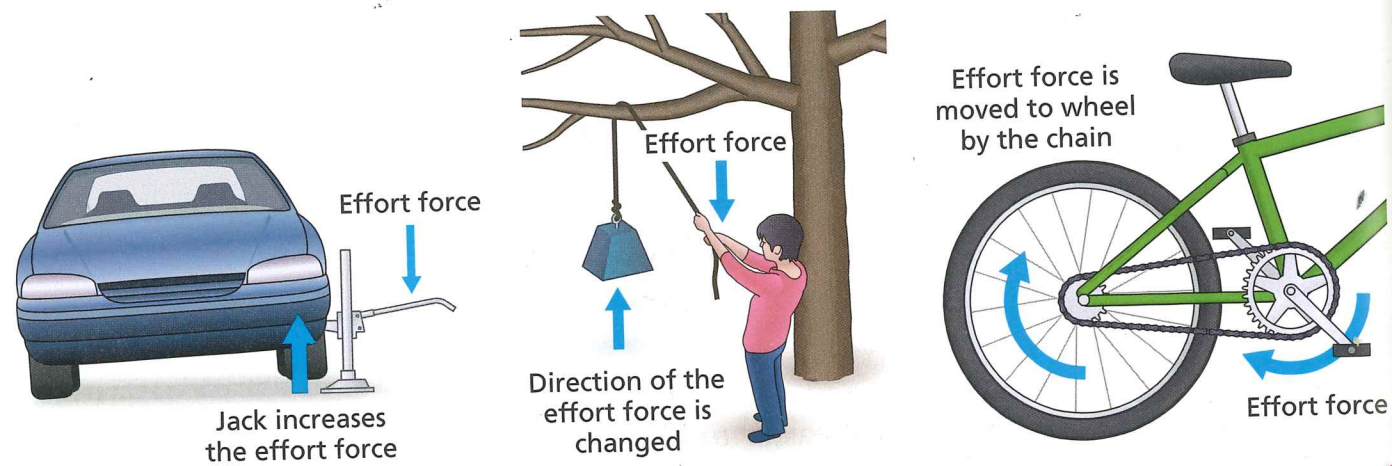 Effort force
Jack increases
the effort force
Effort force
Direction of the
effort force is
changed
Effort force is
moved to wheel
by the chain
Effort force